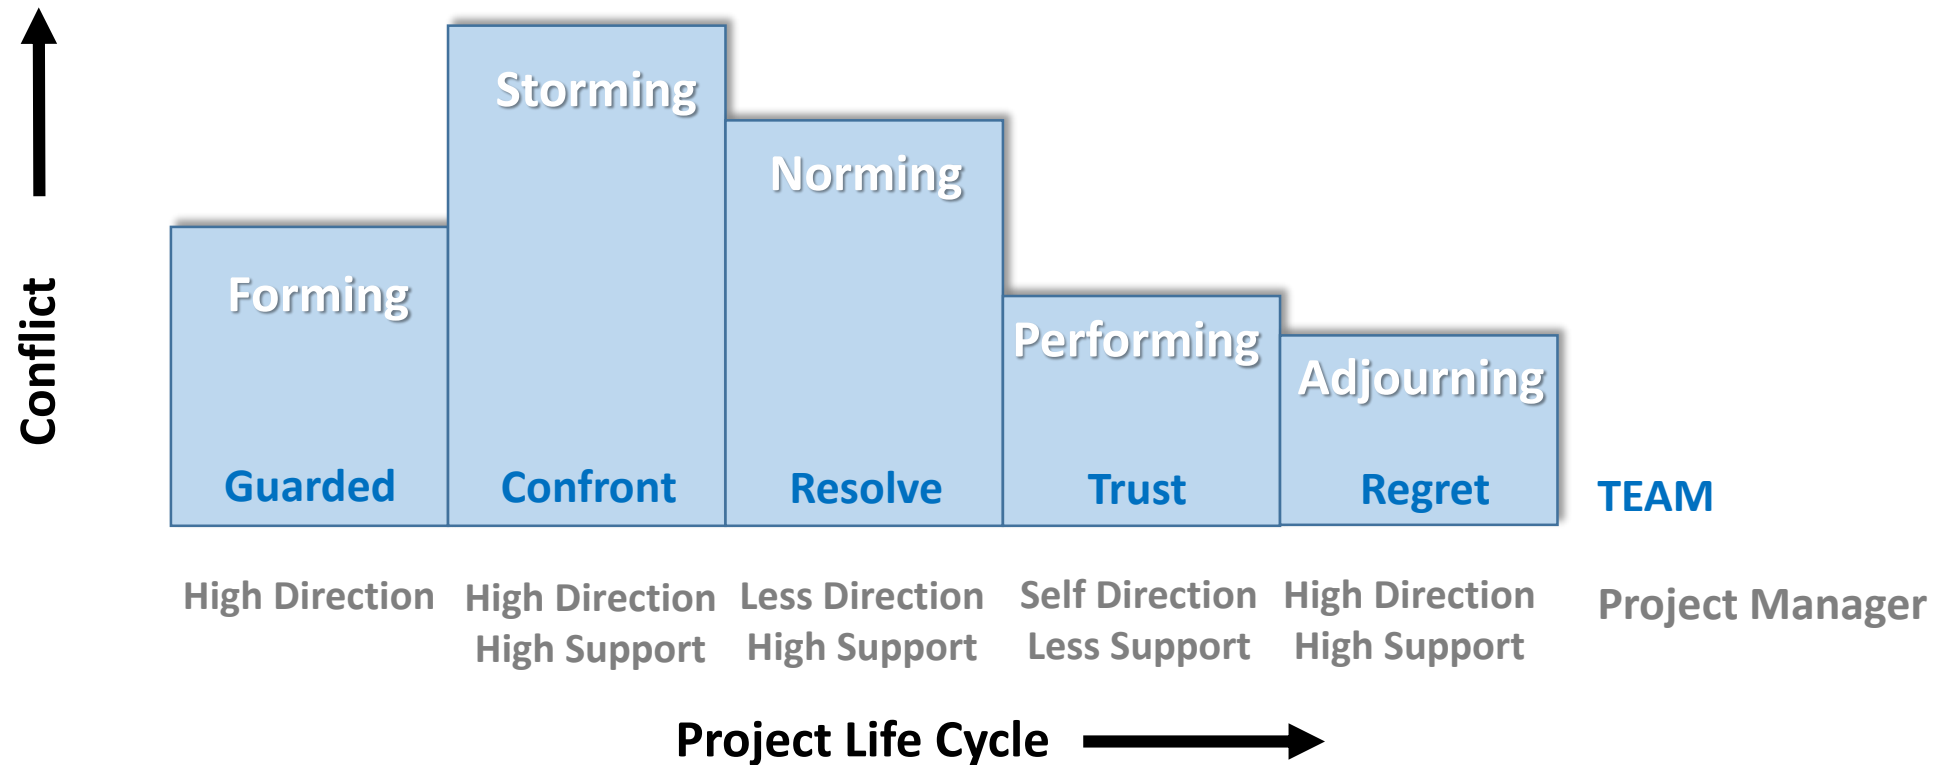 Conflict
Storming
Norming
Forming
Performing
Adjourning
Guarded
Confront
Resolve
Trust
Regret
TEAM
High Direction
High Direction
High Support
Less Direction
High Support
Self Direction
Less Support
High Direction
High Support
Project Manager
Project Life Cycle